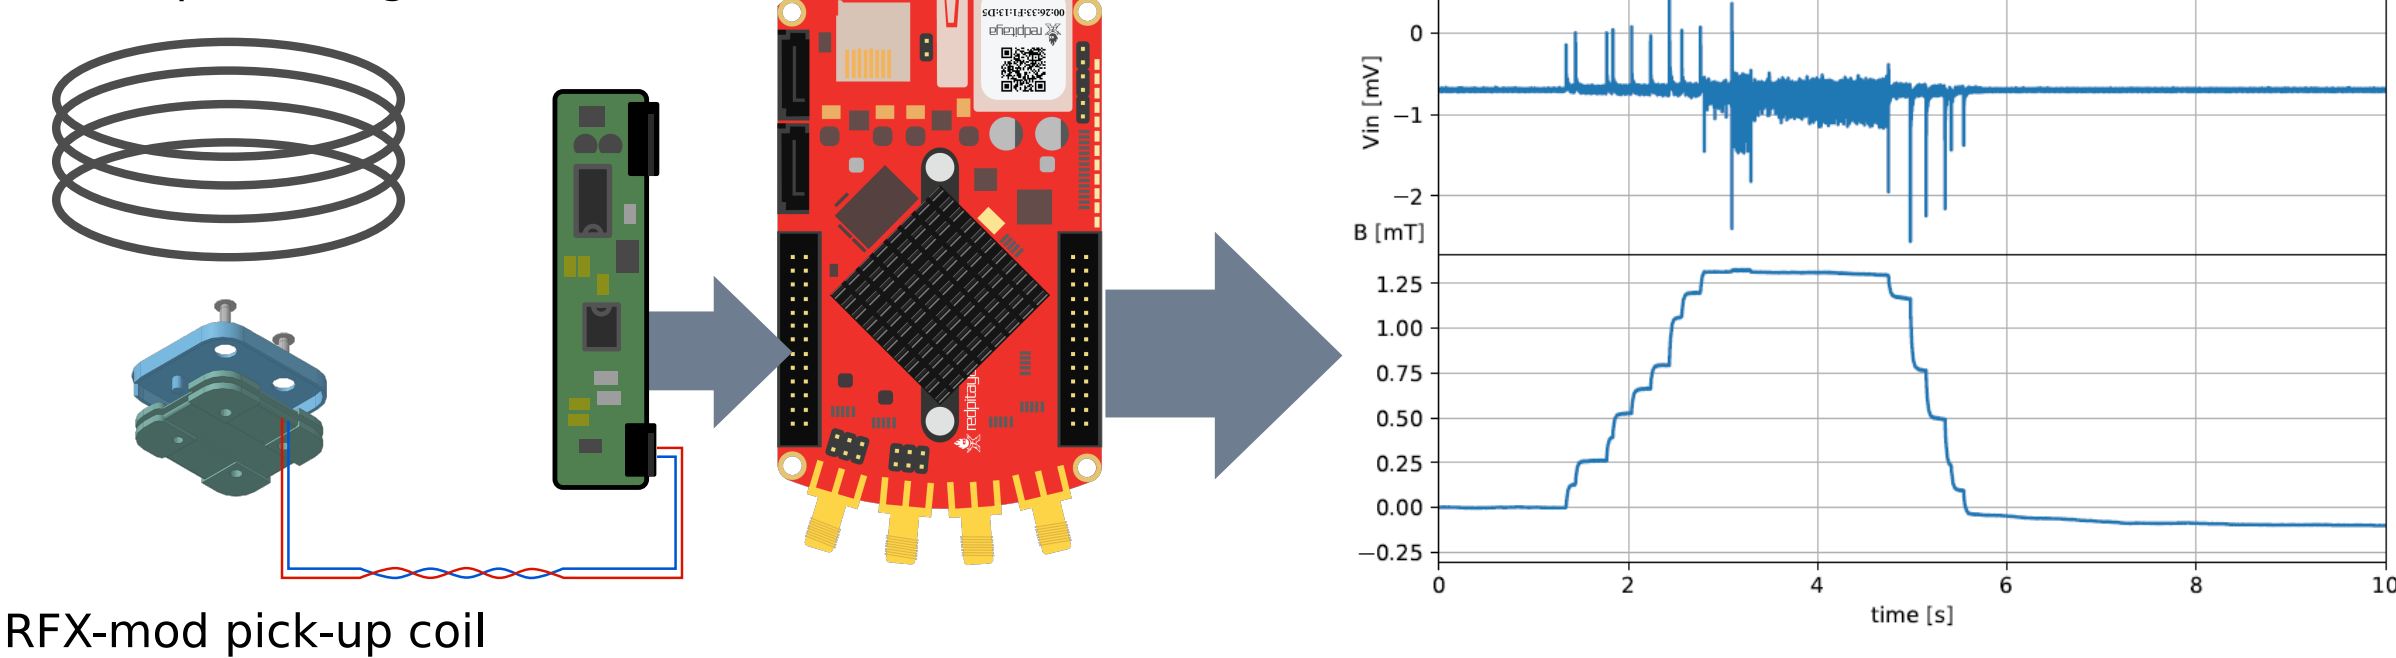 00:26:33:F1:13:D5
redpitaya
redpitaya
RFX-mod pick-up coil
Vin [mV]
0
−1
−2
B [mT]
1.25
1.00
0.75
0.50
0.25
0.00
−0.25
0
2
4
6
8
10
time [s]